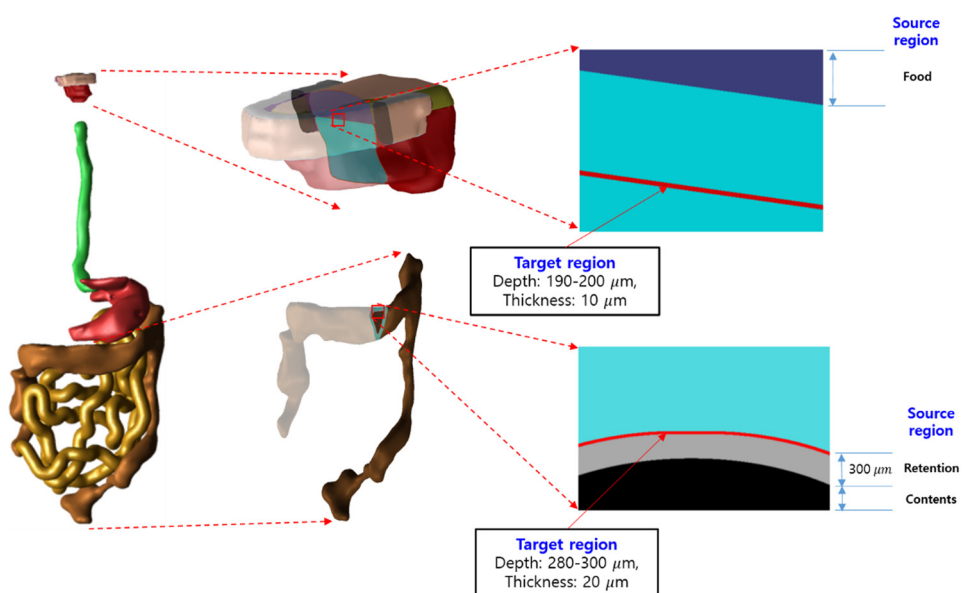 Source
region
Food
Target region
Depth: 190-200 μm,
Thickness: 10 μm
Source
region
300 μm
Retention
Contents
Target region
Depth: 280-300 μm,
Thickness: 20 μm